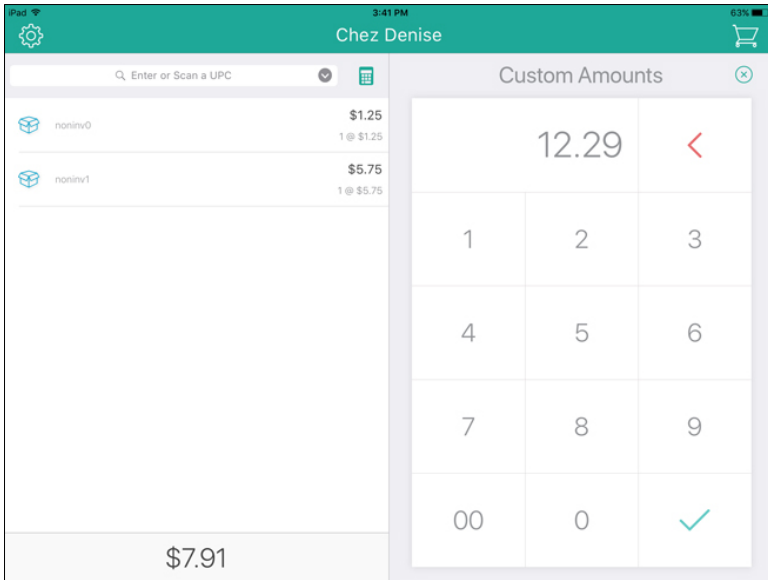 iPad 3:41 PM 63%
Chez Denise
Enter or Scan a UPC
noninv0 $1.25
1 @ $1.25
noninv1 $5.75
1 @ $5.75
$7.91
Custom Amounts
12.29
1 2 3
4 5 6
7 8 9
00 0